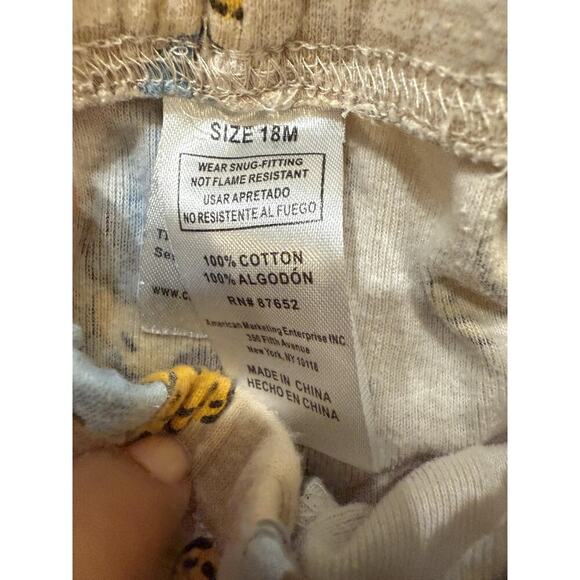 SIZE 18M
WEAR SNUG-FITTING
NOT FLAME RESISTANT
USAR APRETADO
NO RESISTENTE AL FUEGO
100% COTTON
100% ALGODÓN
RN# 87652
American Marketing Enterprise INC
350 Fifth Avenue
New York, NY 10118
MADE IN CHINA
HECHO EN CHINA